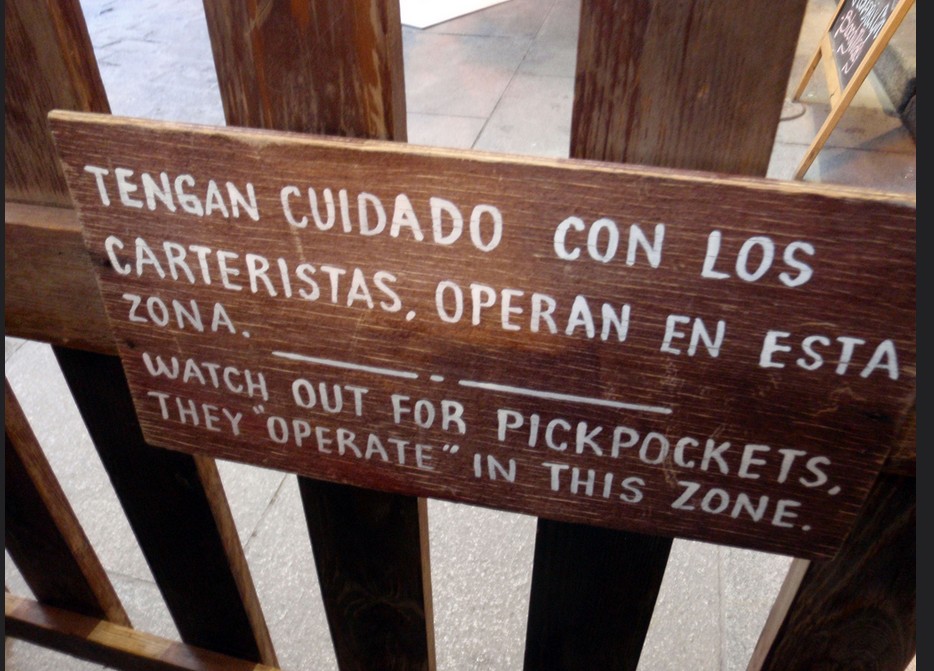 TENGAN CUIDADO CON LOS
CARTERISTAS, OPERAN EN ESTA
ZONA.
WATCH OUT FOR PICKPOCKETS,
THEY "OPERATE" IN THIS ZONE.